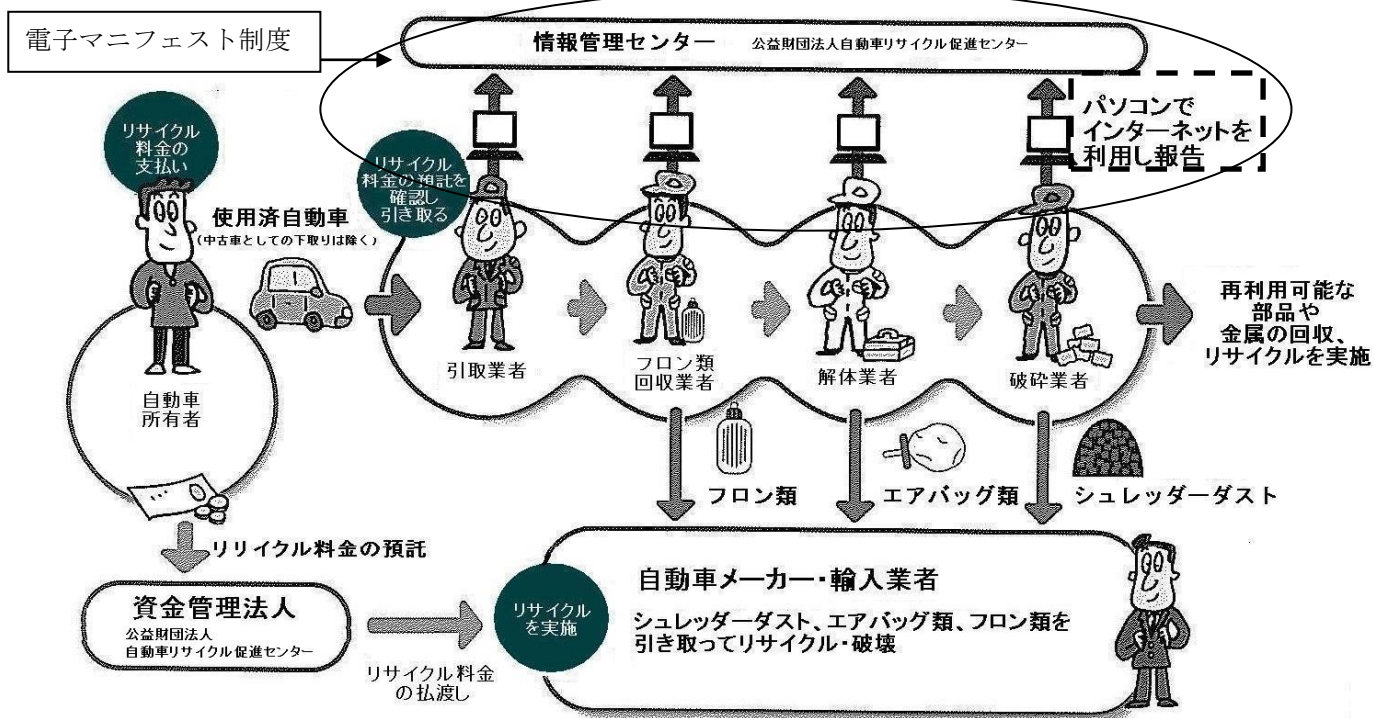 電子マニフェスト制度
情報管理センター 公益財団法人自動車リサイクル促進センター
パソコンで
インターネットを
利用し報告
リサイクル
料金の
支払い
リサイクル
料金の預託を
確認し
引き取る
使用済自動車
(中古車としての下取りは除く)
引取業者
フロン類
回収業者
解体業者
破砕業者
再利用可能な
部品や
金属の回収、
リサイクルを実施
自動車
所有者
フロン類
エアバッグ類
シュレッダーダスト
リリイクル料金の預託
資金管理法人
公益財団法人
自動車リサイクル促進センター
リサイクル料金
の払渡し
リサイクル
を実施
自動車メーカー・輸入業者
シュレッダーダスト、エアバッグ類、フロン類を
引き取ってリサイクル・破壊